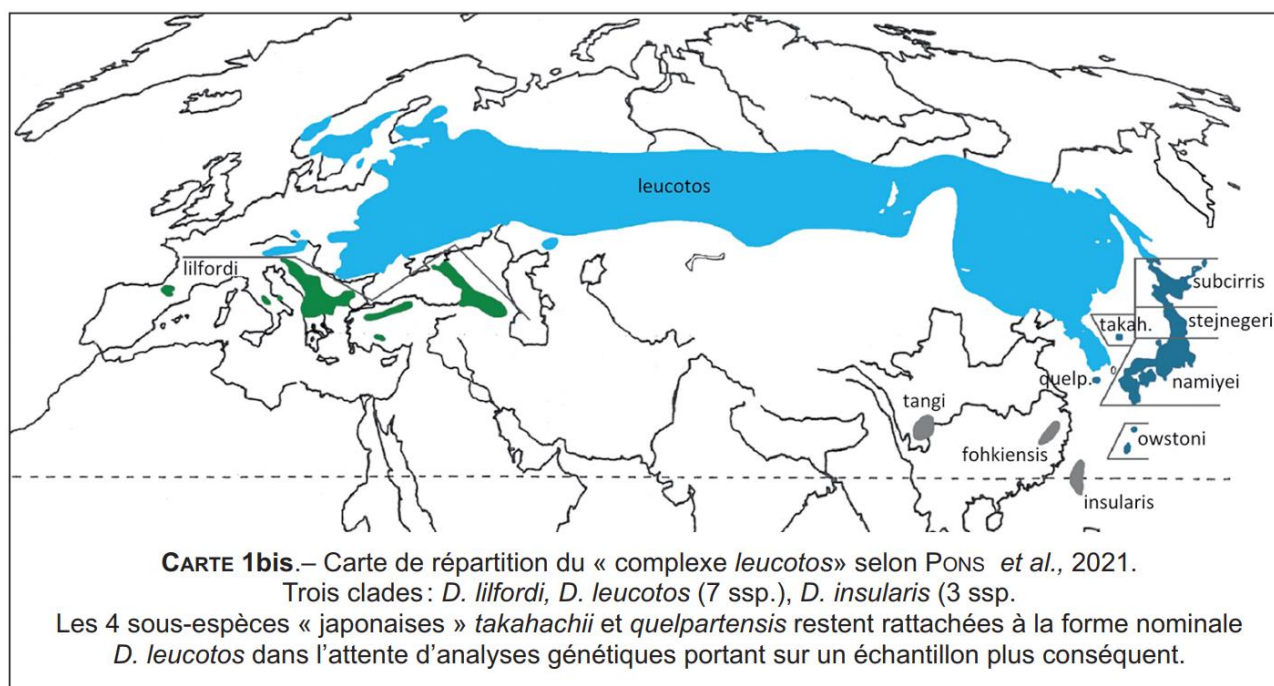 leucotos
lilfordi
subcirris
takah.
stejnegeri
quelp.
namiyei
tangi
owstoni
fohkiensis
insularis
CARTE 1bis.– Carte de répartition du « complexe leucotos» selon PONS et al., 2021.
Trois clades : D. lilfordi, D. leucotos (7 ssp.), D. insularis (3 ssp.
Les 4 sous-espèces « japonaises » takahachii et quelpartensis restent rattachées à la forme nominale
D. leucotos dans l’attente d’analyses génétiques portant sur un échantillon plus conséquent.